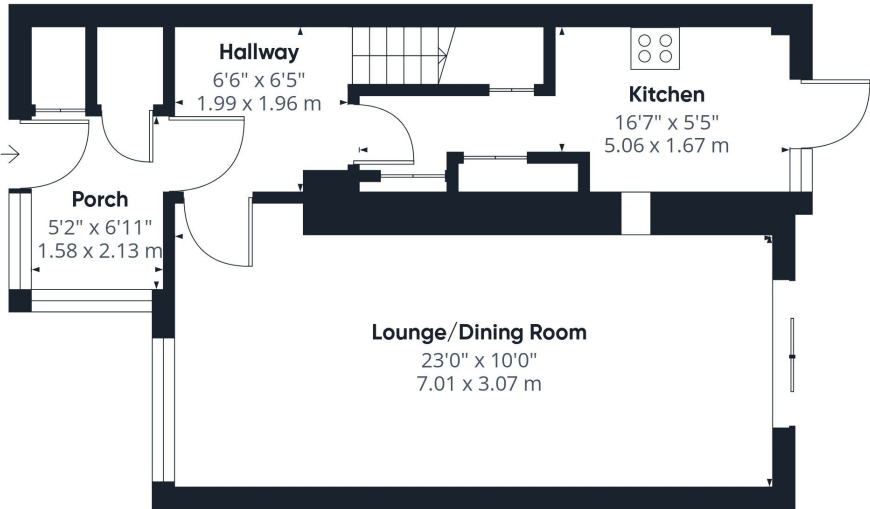 Hallway
6'6" x 6'5"
1.99 x 1.96 m
Kitchen
16'7" x 5'5"
5.06 x 1.67 m
Porch
5'2" x 6'11"
1.58 x 2.13 m
Lounge/Dining Room
23'0" x 10'0"
7.01 x 3.07 m